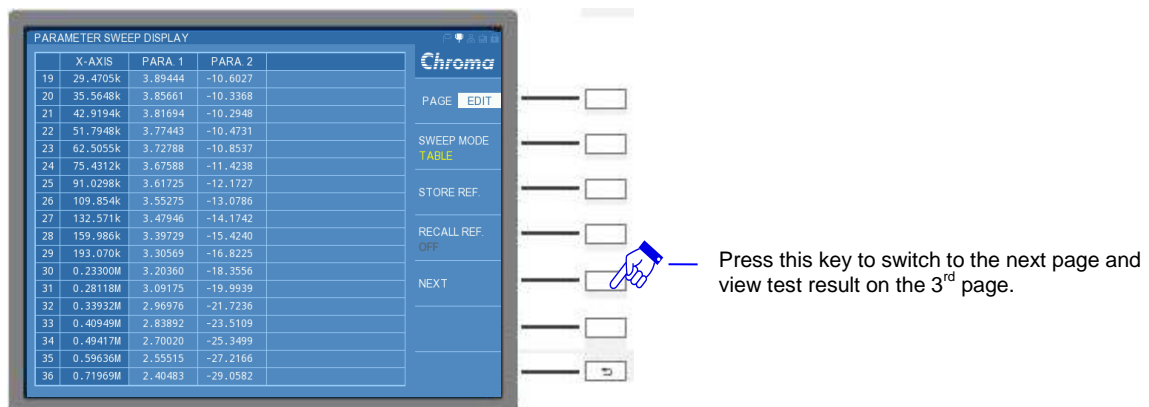 PARAMETER SWEEP DISPLAY
Chroma
X-AXIS PARA. 1 PARA. 2
19 29.4705k 3.89444 -10.6027
20 35.5648k 3.85661 -10.3368
21 42.9194k 3.81694 -10.2948
22 51.7948k 3.77443 -10.4731
23 62.5055k 3.72788 -10.8537
24 75.4312k 3.67588 -11.4238
25 91.0298k 3.61725 -12.1727
26 109.854k 3.55275 -13.0786
27 132.571k 3.47946 -14.1742
28 159.986k 3.39729 -15.4240
29 193.070k 3.30569 -16.8225
30 0.23300M 3.20360 -18.3556
31 0.28118M 3.09175 -19.9939
32 0.33932M 2.96976 -21.7236
33 0.40949M 2.83892 -23.5109
34 0.49417M 2.70020 -25.3499
35 0.59636M 2.55515 -27.2166
36 0.71969M 2.40483 -29.0582
PAGE EDIT
SWEEP MODE
TABLE
STORE REF.
RECALL REF.
OFF
NEXT
Press this key to switch to the next page and
view test result on the 3rd page.